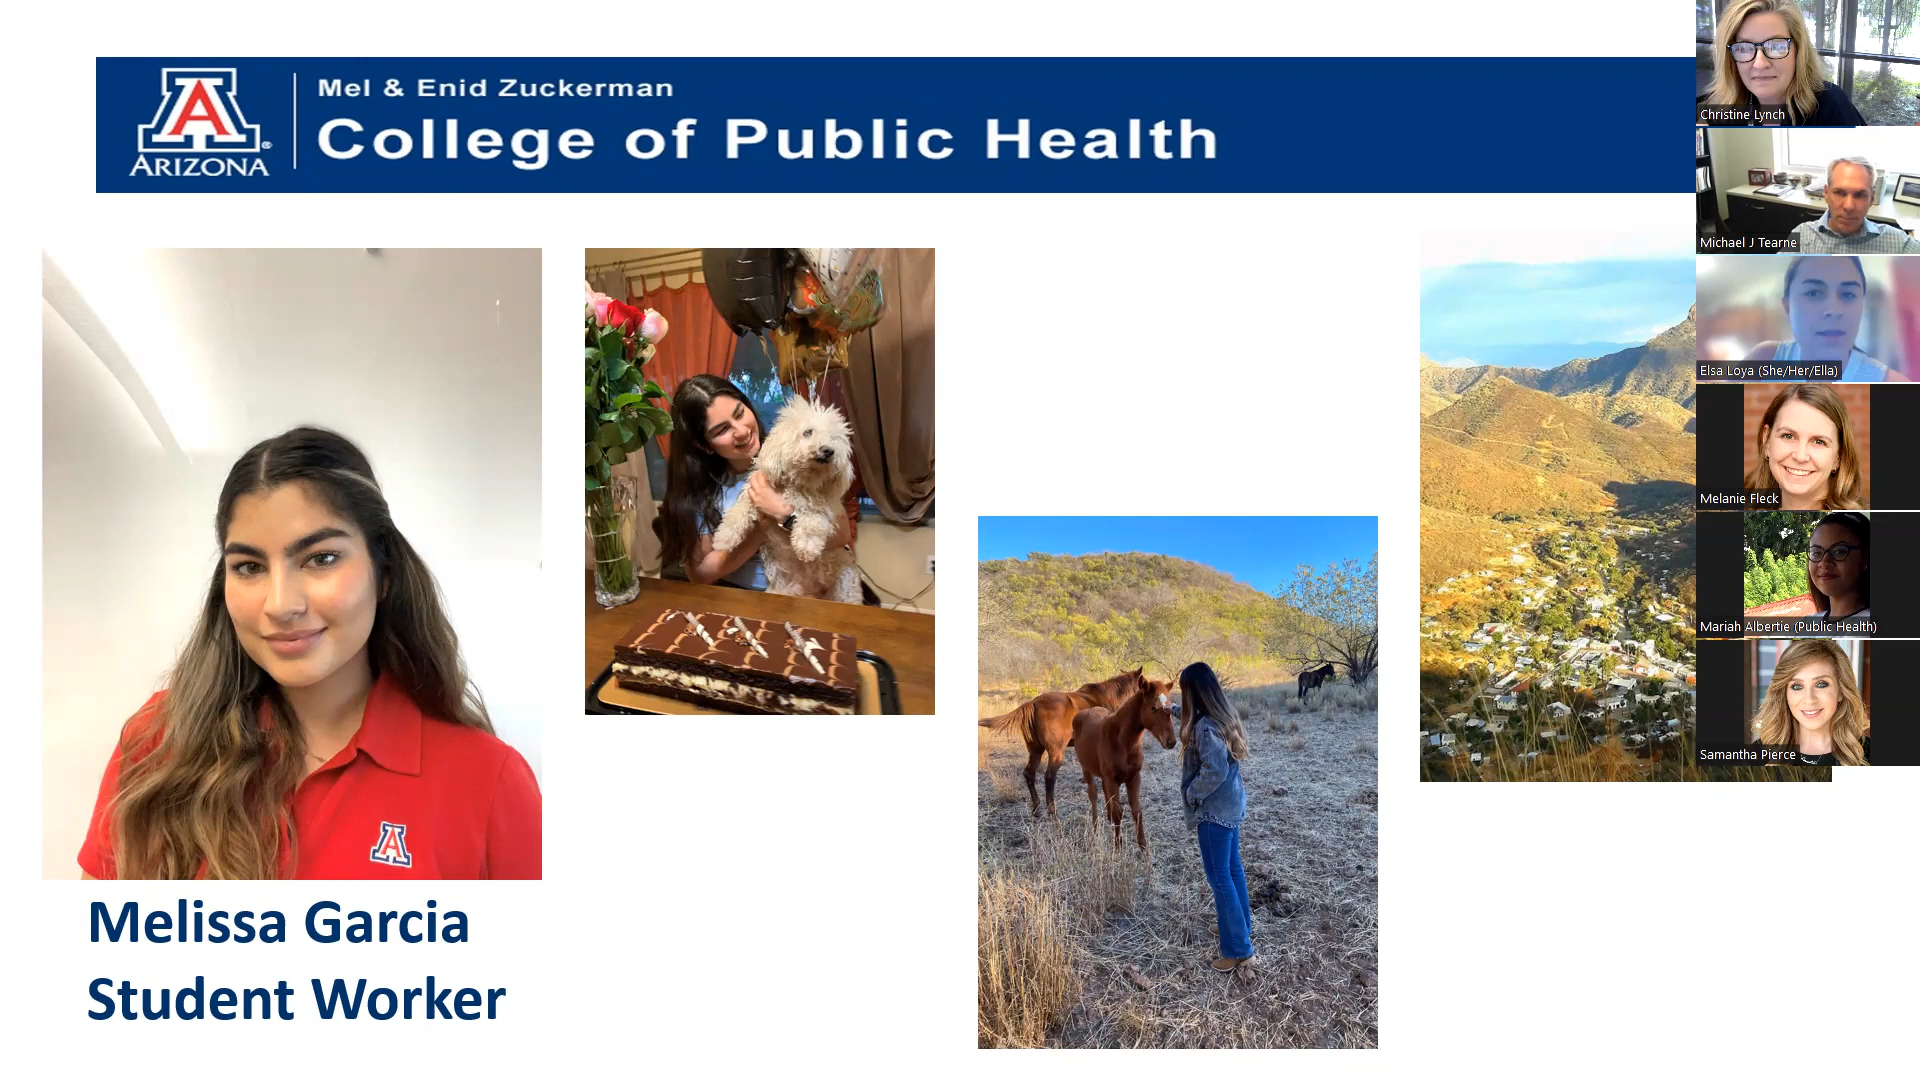 A
ARIZONA
®
Mel & Enid Zuckerman
College of Public Health
Christine Lynch
Michael J Tearne
Elsa Loya (She/Her/Ella)
Melanie Fleck
Mariah Albertie (Public Health)
Samantha Pierce
A
Melissa Garcia
Student Worker